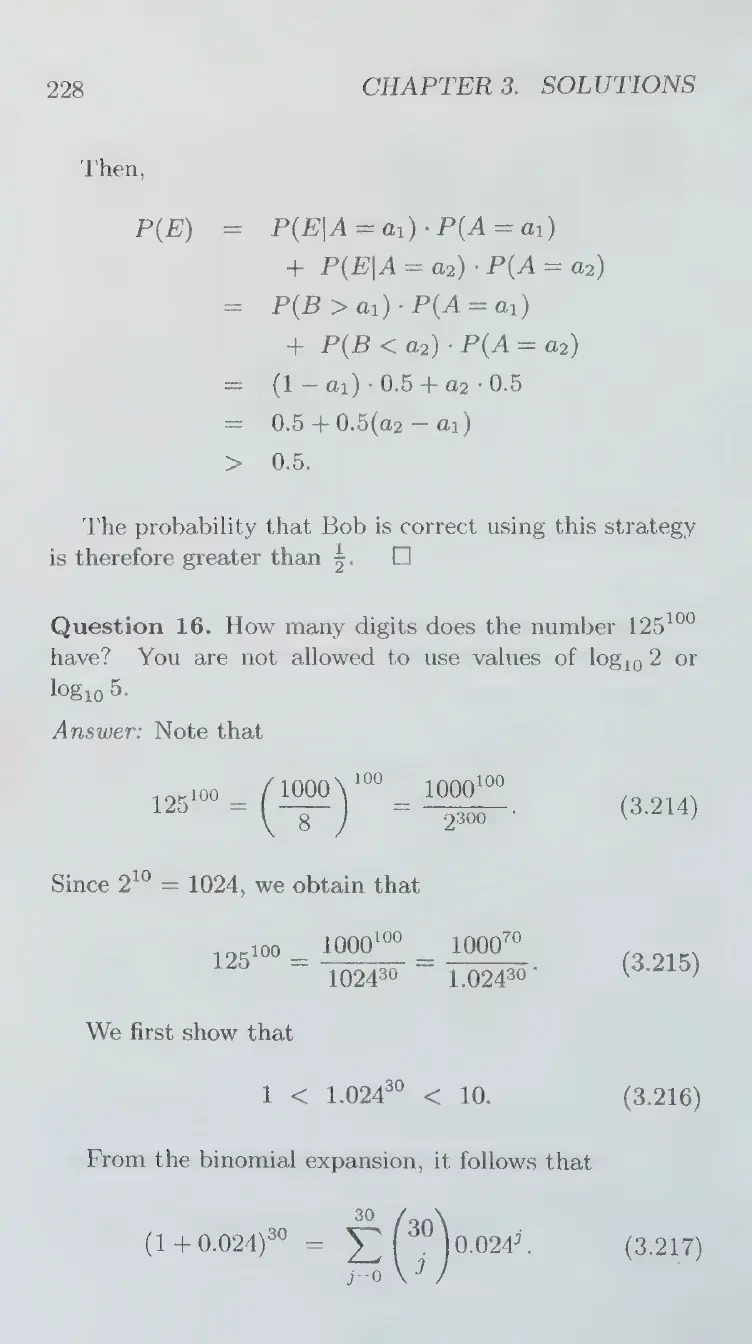 228 CHAPTER 3. SOLUTIONS
Then,
P(E) = P(E|A = a₁) · P(A = a₁)
+ P(E|A = a₂) · P(A = a₂)
= P(B > a₁) · P(A = a₁)
+ P(B < a₂) · P(A = a₂)
= (1 − a₁) · 0.5 + a₂ · 0.5
= 0.5 + 0.5(a₂ − a₁)
> 0.5.
The probability that Bob is correct using this strategy
is therefore greater than ½. □
Question 16. How many digits does the number 125¹⁰⁰
have? You are not allowed to use values of log₁₀ 2 or
log₁₀ 5.
Answer: Note that
125¹⁰⁰ = (1000/8)¹⁰⁰ = 1000¹⁰⁰/2³⁰⁰. (3.214)
Since 2¹⁰ = 1024, we obtain that
125¹⁰⁰ = 1000¹⁰⁰/1024³⁰ = 1000⁷⁰/1.024³⁰. (3.215)
We first show that
1 < 1.024³⁰ < 10. (3.216)
From the binomial expansion, it follows that
(1 + 0.024)³⁰ = ∑_{j=0}^{30} (30 j) 0.024ʲ. (3.217)